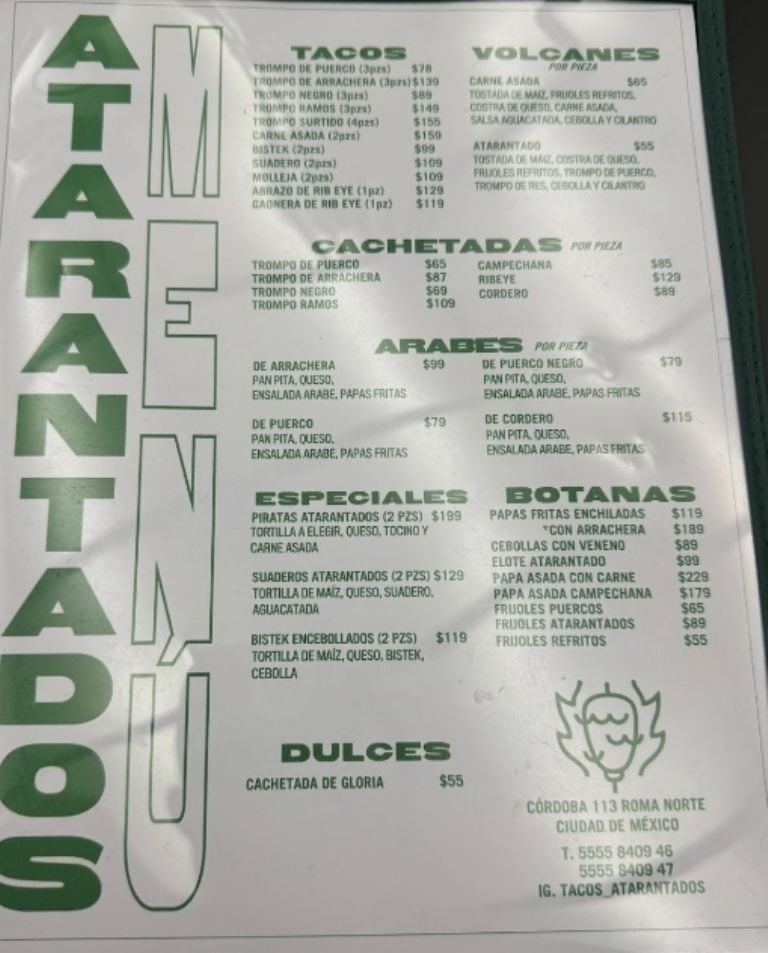 ATARANTADOS
MENÚ
TACOS
TROMPO DE PUERCO (3pzs) $78
TROMPO DE ARRACHERA (3pzs) $139
TROMPO NEGRO (3pzs) $89
TROMPO RAMOS (3pzs) $149
TROMPO SURTIDO (4pzs) $155
CARNE ASADA (2pzs) $159
BISTEK (2pzs) $99
SUADERO (2pzs) $109
MOLLEJA (2pzs) $109
ABRAZO DE RIB EYE (1pz) $129
GAONERA DE RIB EYE (1pz) $119
VOLCANES
POR PIEZA
CARNE ASADA $65
TOSTADA DE MAÍZ, FRIJOLES REFRITOS,
COSTRA DE QUESO, CARNE ASADA,
SALSA AGUACATADA, CEBOLLA Y CILANTRO
ATARANTADO $55
TOSTADA DE MAÍZ, COSTRA DE QUESO,
FRIJOLES REFRITOS, TROMPO DE PUERCO,
TROMPO DE RES, CEBOLLA Y CILANTRO
CACHETADAS POR PIEZA
TROMPO DE PUERCO $65
TROMPO DE ARRACHERA $87
TROMPO NEGRO $69
TROMPO RAMOS $109
CAMPECHANA $85
RIBEYE $129
CORDERO $89
ARABES POR PIEZA
DE ARRACHERA $99
PAN PITA, QUESO,
ENSALADA ARABE, PAPAS FRITAS
DE PUERCO $79
PAN PITA, QUESO,
ENSALADA ARABE, PAPAS FRITAS
DE PUERCO NEGRO $79
PAN PITA, QUESO,
ENSALADA ARABE, PAPAS FRITAS
DE CORDERO $115
PAN PITA, QUESO,
ENSALADA ARABE, PAPAS FRITAS
ESPECIALES
PIRATAS ATARANTADOS (2 PZS) $199
TORTILLA A ELEGIR, QUESO, TOCINO Y
CARNE ASADA
SUADEROS ATARANTADOS (2 PZS) $129
TORTILLA DE MAÍZ, QUESO, SUADERO,
AGUACATADA
BISTEK ENCEBOLLADOS (2 PZS) $119
TORTILLA DE MAÍZ, QUESO, BISTEK,
CEBOLLA
BOTANAS
PAPAS FRITAS ENCHILADAS $119
*CON ARRACHERA $189
CEBOLLAS CON VENENO $89
ELOTE ATARANTADO $99
PAPA ASADA CON CARNE $229
PAPA ASADA CAMPECHANA $179
FRIJOLES PUERCOS $65
FRIJOLES ATARANTADOS $89
FRIJOLES REFRITOS $55
DULCES
CACHETADA DE GLORIA $55
CÓRDOBA 113 ROMA NORTE
CIUDAD DE MÉXICO
T. 5555 8409 46
5555 8409 47
IG. TACOS_ATARANTADOS